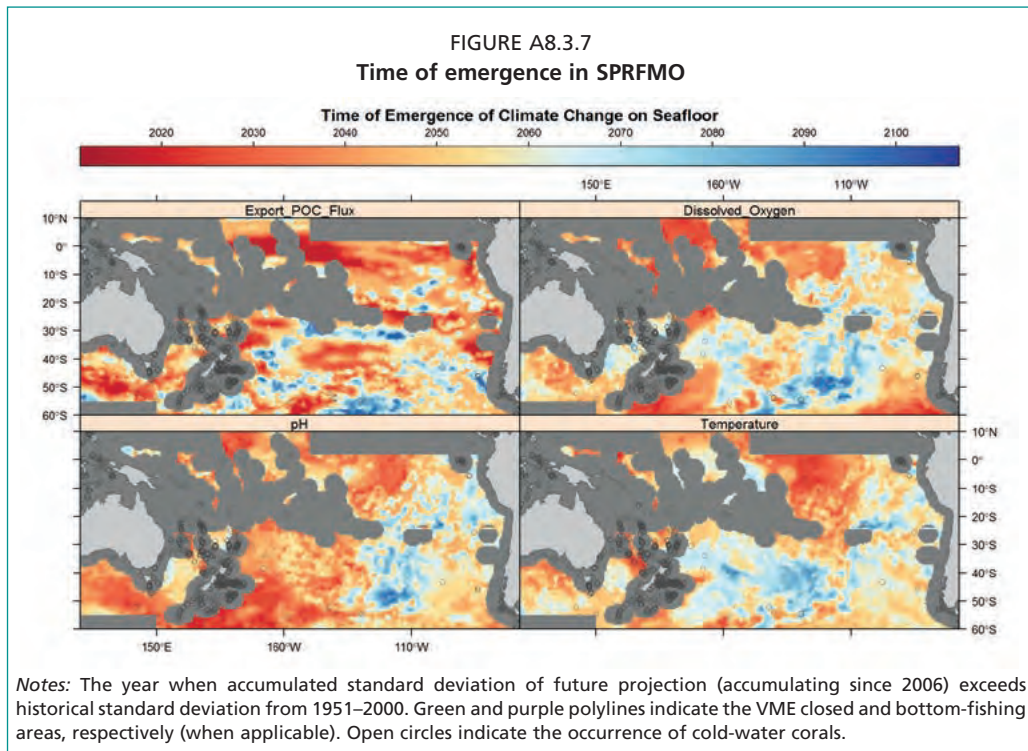 FIGURE A8.3.7
Time of emergence in SPRFMO
Time of Emergence of Climate Change on Seafloor
2020 2030 2040 2050 2060 2070 2080 2090 2100
150°E 160°W 110°W
Export_POC_Flux Dissolved_Oxygen
10°N
0°
10°S
20°S
30°S
40°S
50°S
60°S
pH Temperature
10°N
0°
10°S
20°S
30°S
40°S
50°S
60°S
150°E 160°W 110°W
Notes: The year when accumulated standard deviation of future projection (accumulating since 2006) exceeds
historical standard deviation from 1951–2000. Green and purple polylines indicate the VME closed and bottom-fishing
areas, respectively (when applicable). Open circles indicate the occurrence of cold-water corals.